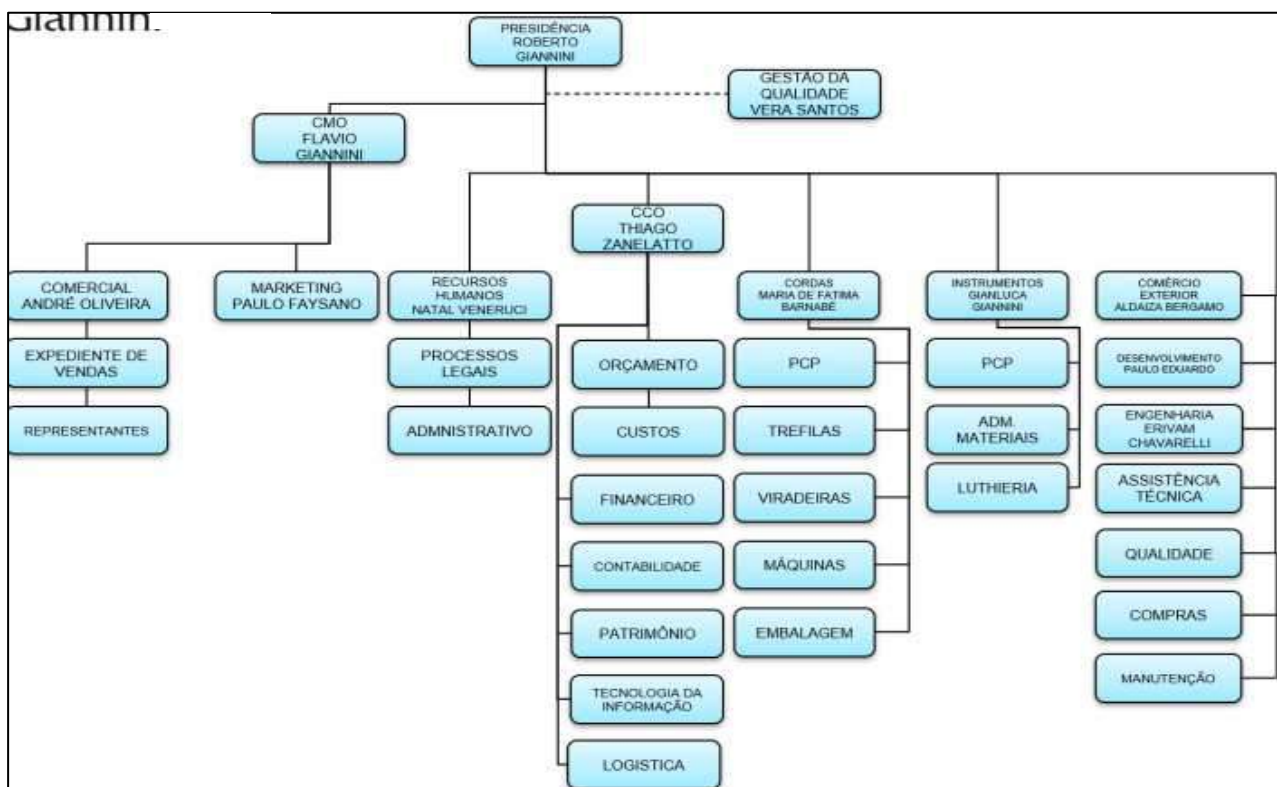 Giannini
PRESIDÊNCIA
ROBERTO
GIANNINI
GESTÃO DA
QUALIDADE
VERA SANTOS
CMO
FLAVIO
GIANNINI
CCO
THIAGO
ZANELATTO
COMERCIAL
ANDRÉ OLIVEIRA
EXPEDIENTE DE
VENDAS
REPRESENTANTES
MARKETING
PAULO FAYSANO
RECURSOS
HUMANOS
NATAL VENERUCI
PROCESSOS
LEGAIS
ADMNISTRATIVO
ORÇAMENTO
CUSTOS
FINANCEIRO
CONTABILIDADE
PATRIMÔNIO
TECNOLOGIA DA
INFORMAÇÃO
LOGISTICA
CORDAS
MARIA DE FATIMA
BARNABÉ
PCP
TREFILAS
VIRADEIRAS
MÁQUINAS
EMBALAGEM
INSTRUMENTOS
GIANLUCA
GIANNINI
PCP
ADM.
MATERIAIS
LUTHIERIA
COMÉRCIO
EXTERIOR
ALDAIZA BERGAMO
DESENVOLVIMENTO
PAULO EDUARDO
ENGENHARIA
ERIVAM
CHAVARELLI
ASSISTÊNCIA
TÉCNICA
QUALIDADE
COMPRAS
MANUTENÇÃO